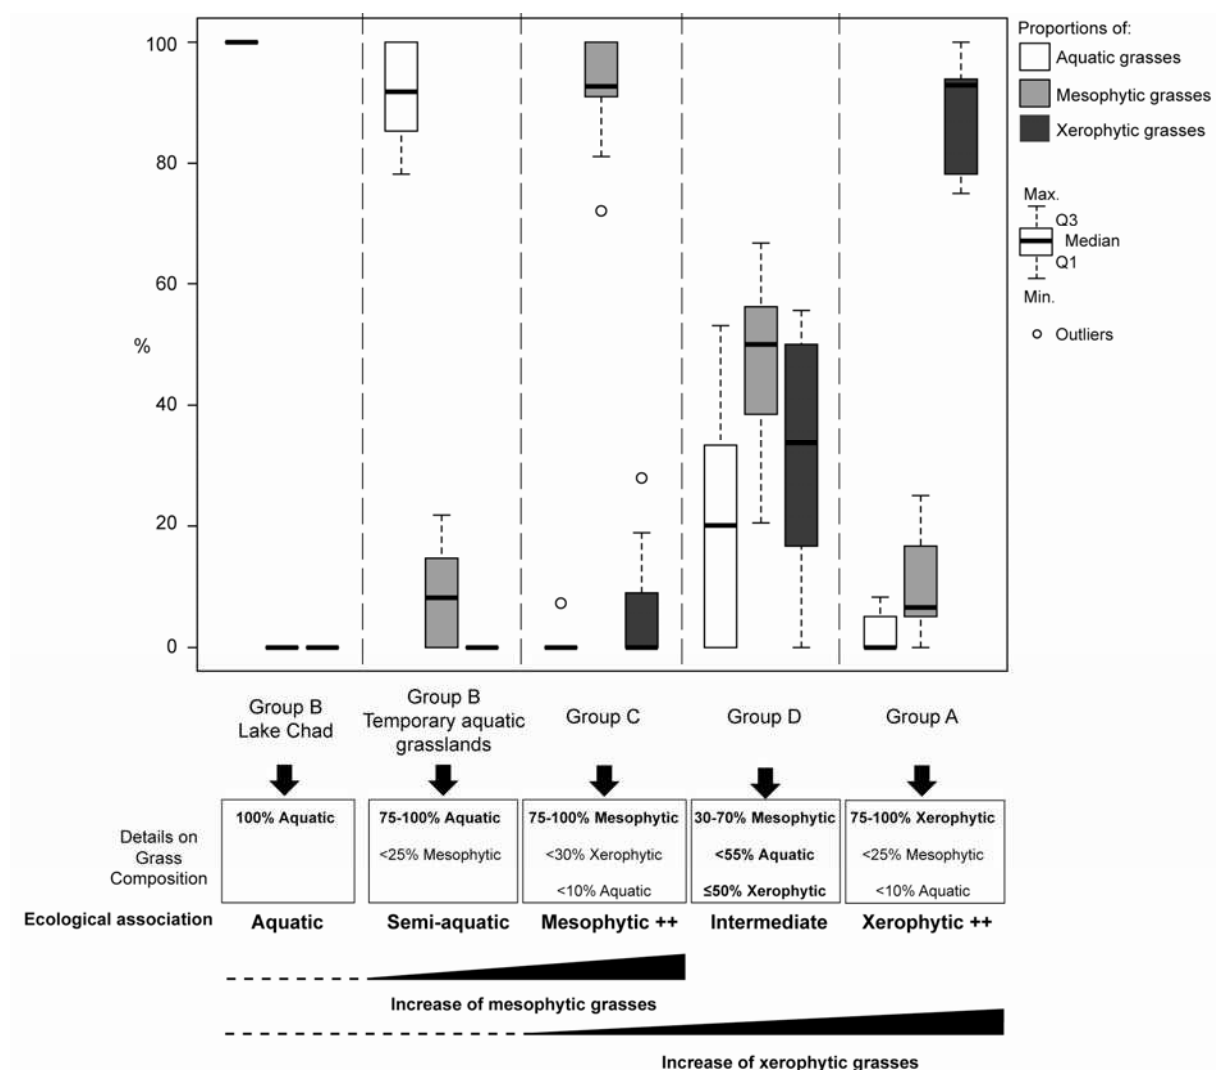 Proportions of:
Aquatic grasses
Mesophytic grasses
Xerophytic grasses
Max.
Q3
Median
Q1
Min.
Outliers
100
80
60
%
40
20
0
Group B
Lake Chad
Group B
Temporary aquatic
grasslands
Group C
Group D
Group A
Details on
Grass
Composition
100% Aquatic
75-100% Aquatic
<25% Mesophytic
75-100% Mesophytic
<30% Xerophytic
<10% Aquatic
30-70% Mesophytic
<55% Aquatic
≤50% Xerophytic
75-100% Xerophytic
<25% Mesophytic
<10% Aquatic
Ecological association
Aquatic
Semi-aquatic
Mesophytic ++
Intermediate
Xerophytic ++
Increase of mesophytic grasses
Increase of xerophytic grasses